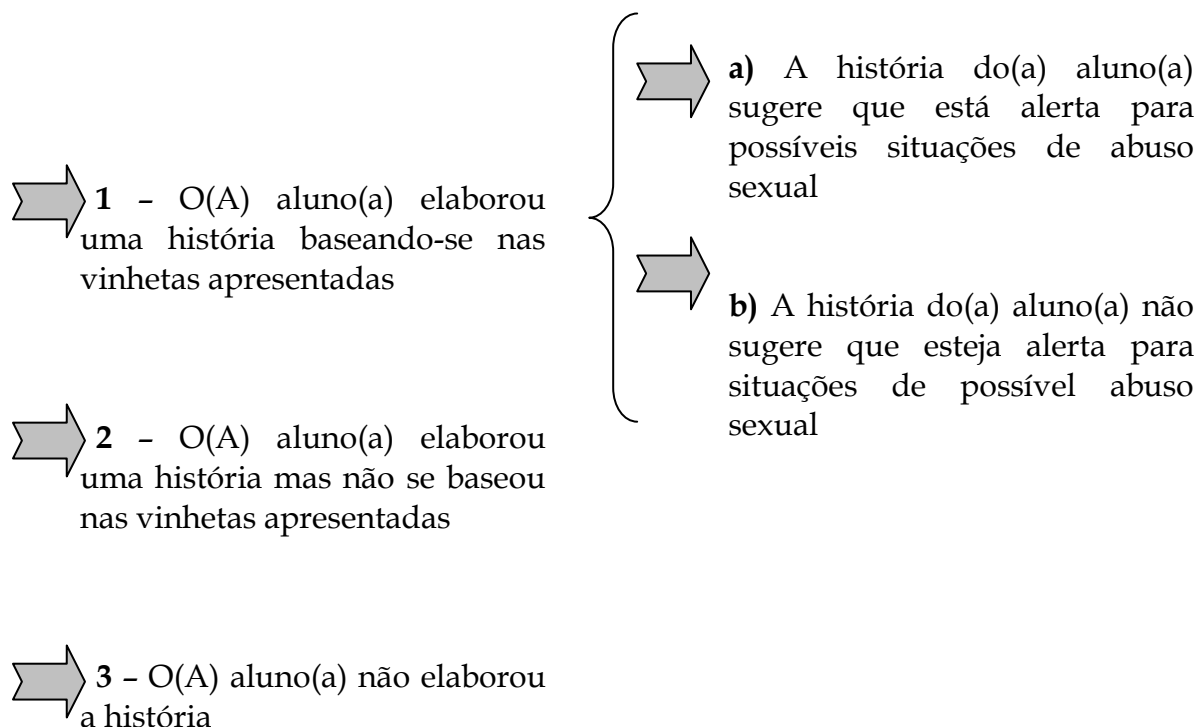 1 – O(A) aluno(a) elaborou
uma história baseando-se nas
vinhetas apresentadas
a) A história do(a) aluno(a)
sugere que está alerta para
possíveis situações de abuso
sexual
b) A história do(a) aluno(a) não
sugere que esteja alerta para
situações de possível abuso
sexual
2 – O(A) aluno(a) elaborou
uma história mas não se baseou
nas vinhetas apresentadas
3 – O(A) aluno(a) não elaborou
a história